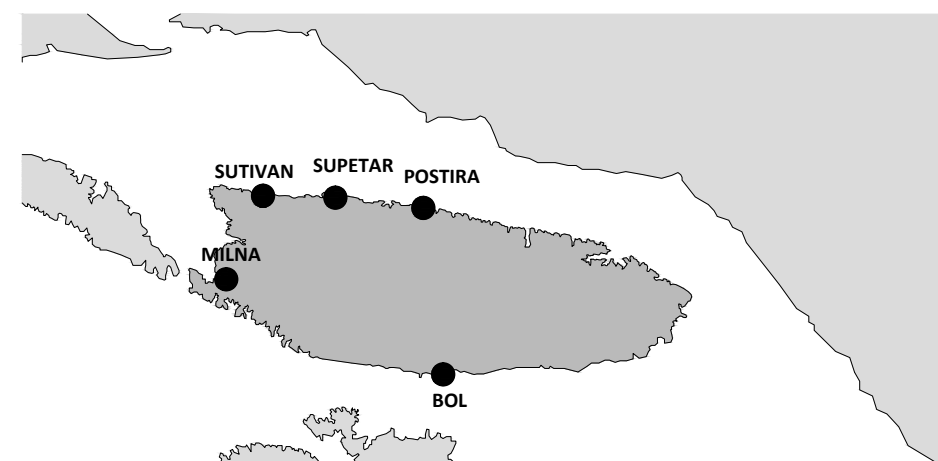 SUTIVAN
SUPETAR
POSTIRA
MILNA
BOL